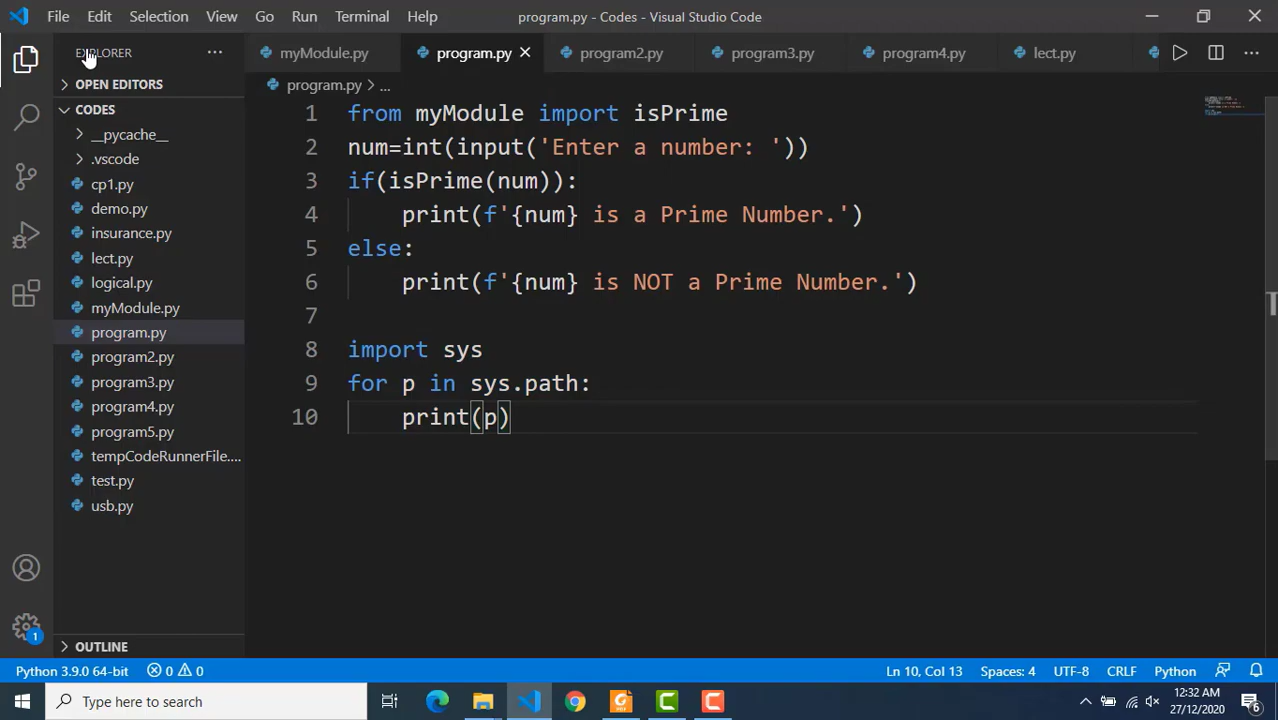 File Edit Selection View Go Run Terminal Help program.py - Codes - Visual Studio Code
EXPLORER ... myModule.py program.py program2.py program3.py program4.py lect.py ...
OPEN EDITORS
program.py > ...
CODES
__pycache__
.vscode
cp1.py
demo.py
insurance.py
lect.py
logical.py
myModule.py
program.py
program2.py
program3.py
program4.py
program5.py
tempCodeRunnerFile....
test.py
usb.py
OUTLINE
1 from myModule import isPrime
2 num=int(input('Enter a number: '))
3 if(isPrime(num)):
4     print(f'{num} is a Prime Number.')
5 else:
6     print(f'{num} is NOT a Prime Number.')
7
8 import sys
9 for p in sys.path:
10     print(p)
1
Python 3.9.0 64-bit 0 0 Ln 10, Col 13 Spaces: 4 UTF-8 CRLF Python
Type here to search
12:32 AM
27/12/2020
6